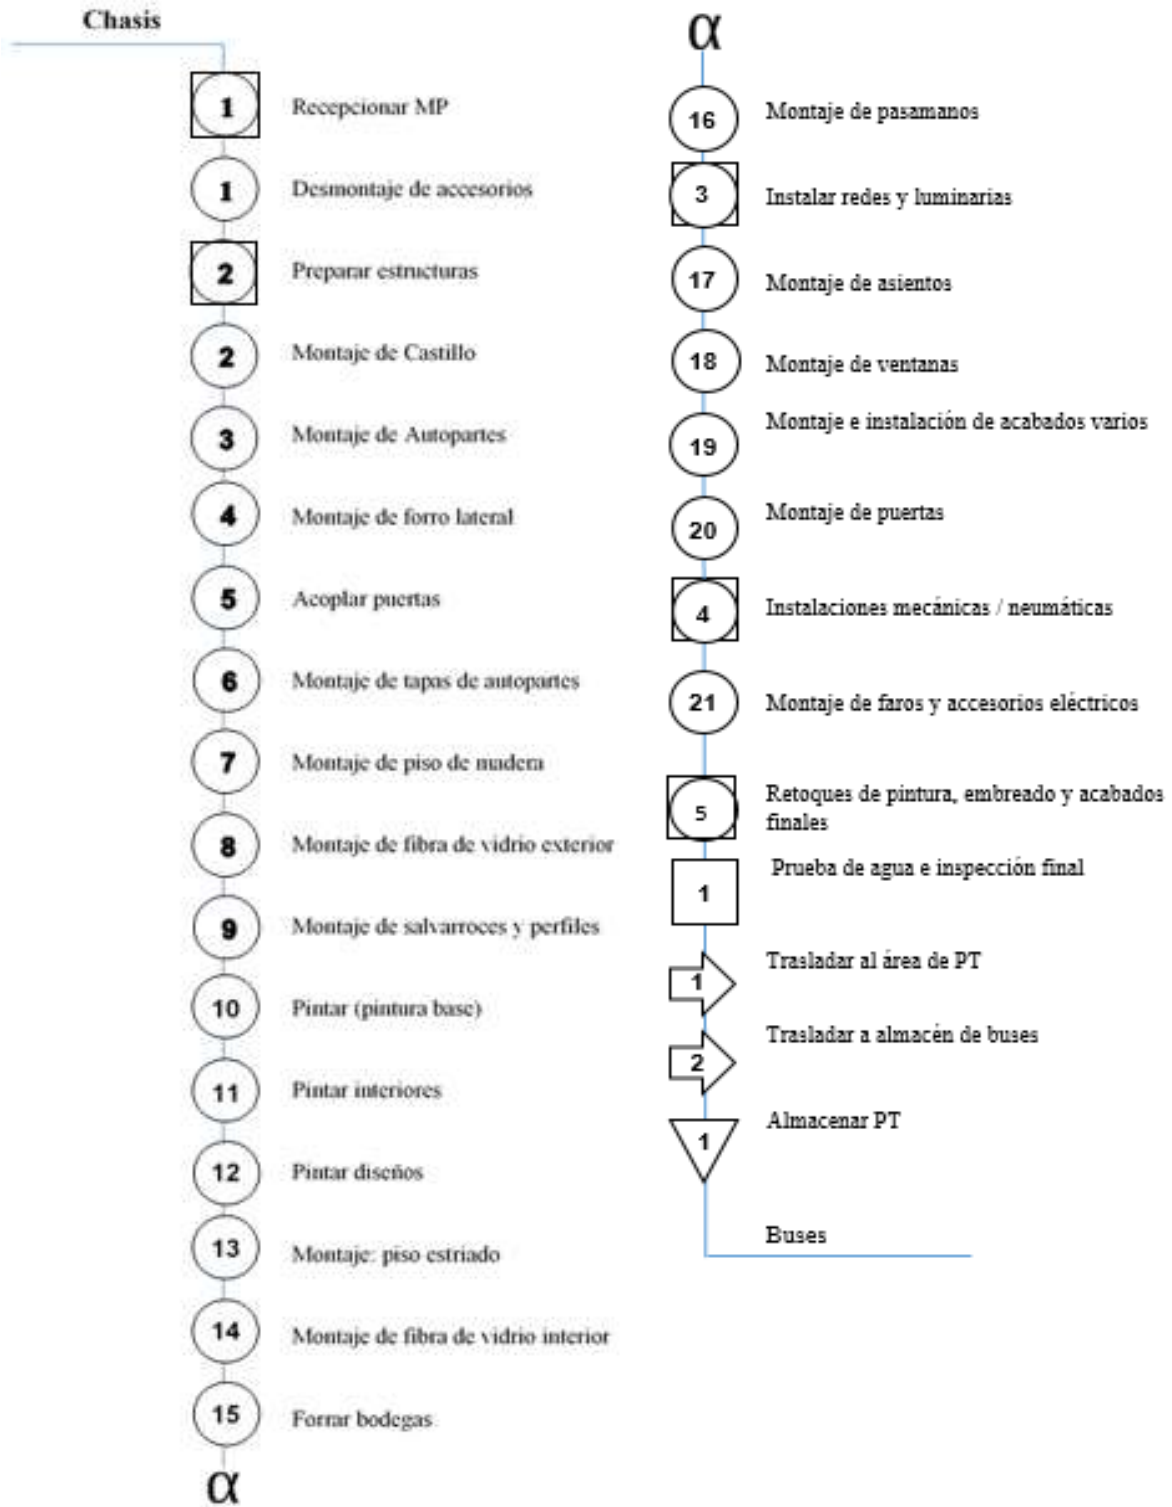 Chasis
1 Recepcionar MP
1 Desmontaje de accesorios
2 Preparar estructuras
2 Montaje de Castillo
3 Montaje de Autopartes
4 Montaje de forro lateral
5 Acoplar puertas
6 Montaje de tapas de autopartes
7 Montaje de piso de madera
8 Montaje de fibra de vidrio exterior
9 Montaje de salvarroces y perfiles
10 Pintar (pintura base)
11 Pintar interiores
12 Pintar diseños
13 Montaje: piso estriado
14 Montaje de fibra de vidrio interior
15 Forrar bodegas
α
α
16 Montaje de pasamanos
3 Instalar redes y luminarias
17 Montaje de asientos
18 Montaje de ventanas
19 Montaje e instalación de acabados varios
20 Montaje de puertas
4 Instalaciones mecánicas / neumáticas
21 Montaje de faros y accesorios eléctricos
5 Retoques de pintura, embreado y acabados
finales
1 Prueba de agua e inspección final
1 Trasladar al área de PT
2 Trasladar a almacén de buses
1 Almacenar PT
Buses